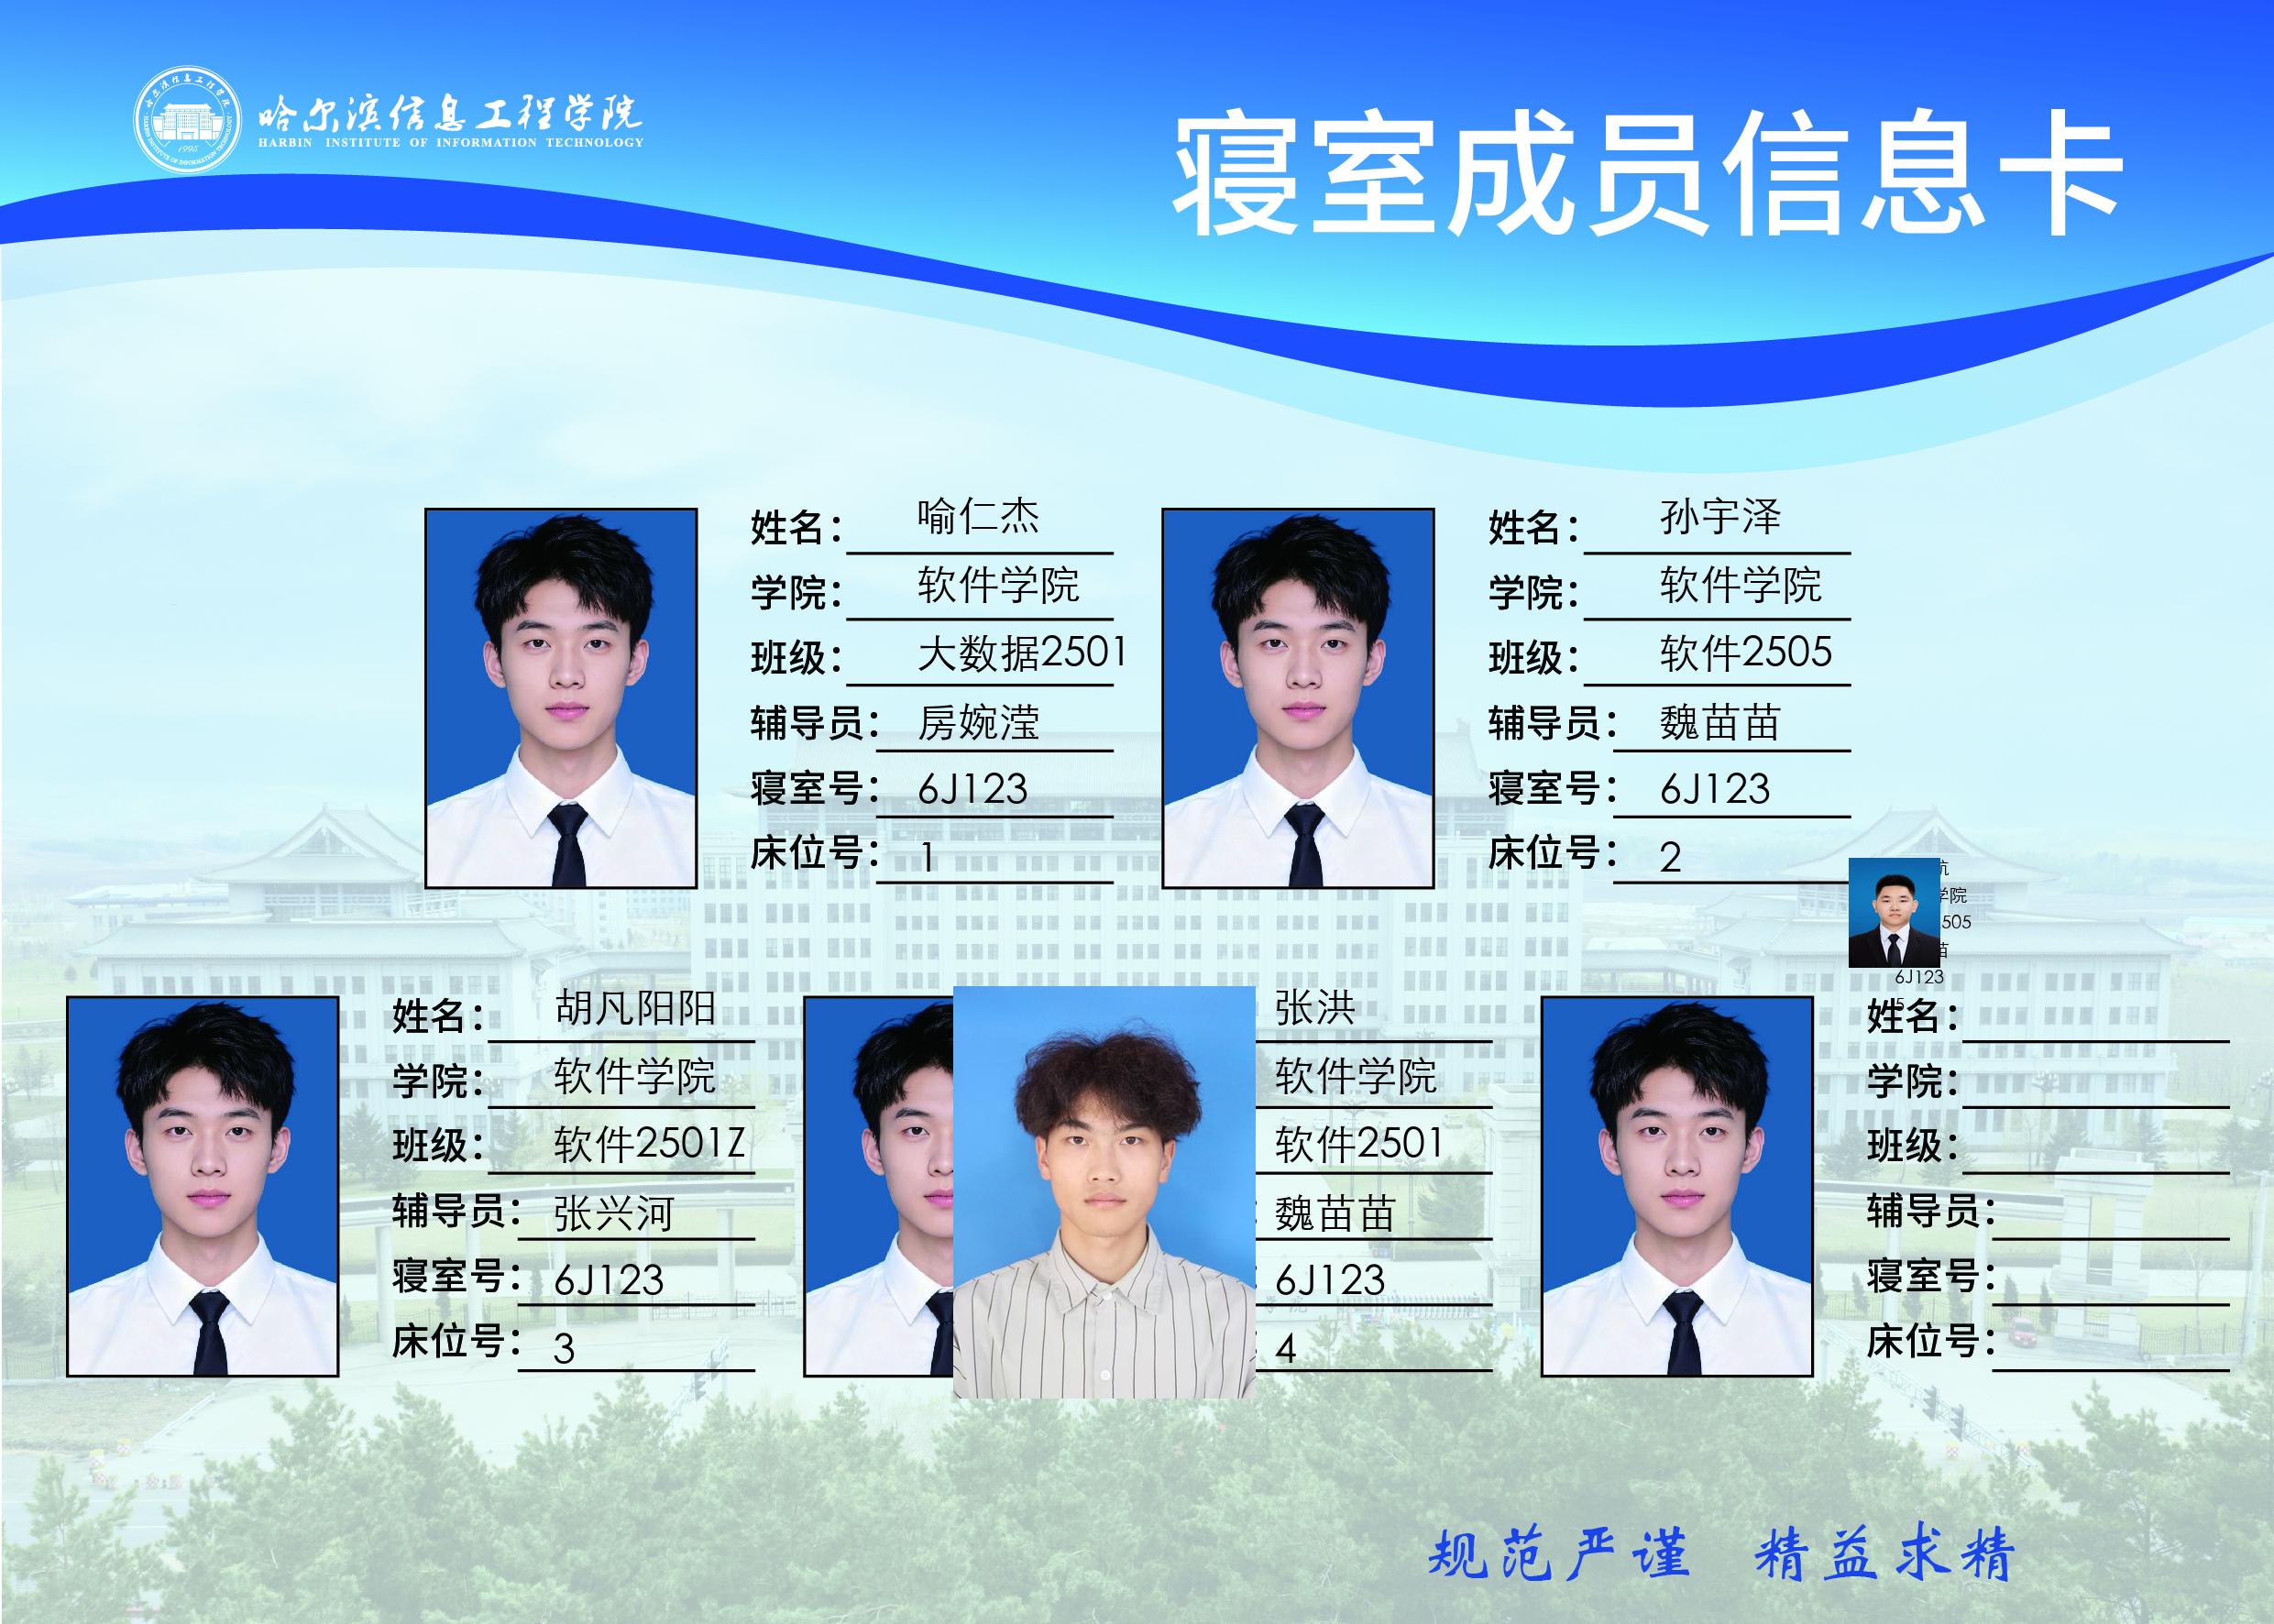 哈尔滨信息工程学院
HARBIN INSTITUTE OF INFORMATION TECHNOLOGY
1995
寝室成员信息卡
姓名： 喻仁杰
学院： 软件学院
班级： 大数据2501
辅导员： 房婉滢
寝室号： 6J123
床位号： 1
姓名： 孙宇泽
学院： 软件学院
班级： 软件2505
辅导员： 魏苗苗
寝室号： 6J123
床位号： 2
航
学院
2505
苗
6J123
5
姓名： 胡凡阳阳
学院： 软件学院
班级： 软件2501Z
辅导员： 张兴河
寝室号： 6J123
床位号： 3
张洪
软件学院
软件2501
魏苗苗
6J123
4
姓名：
学院：
班级：
辅导员：
寝室号：
床位号：
规范严谨 精益求精